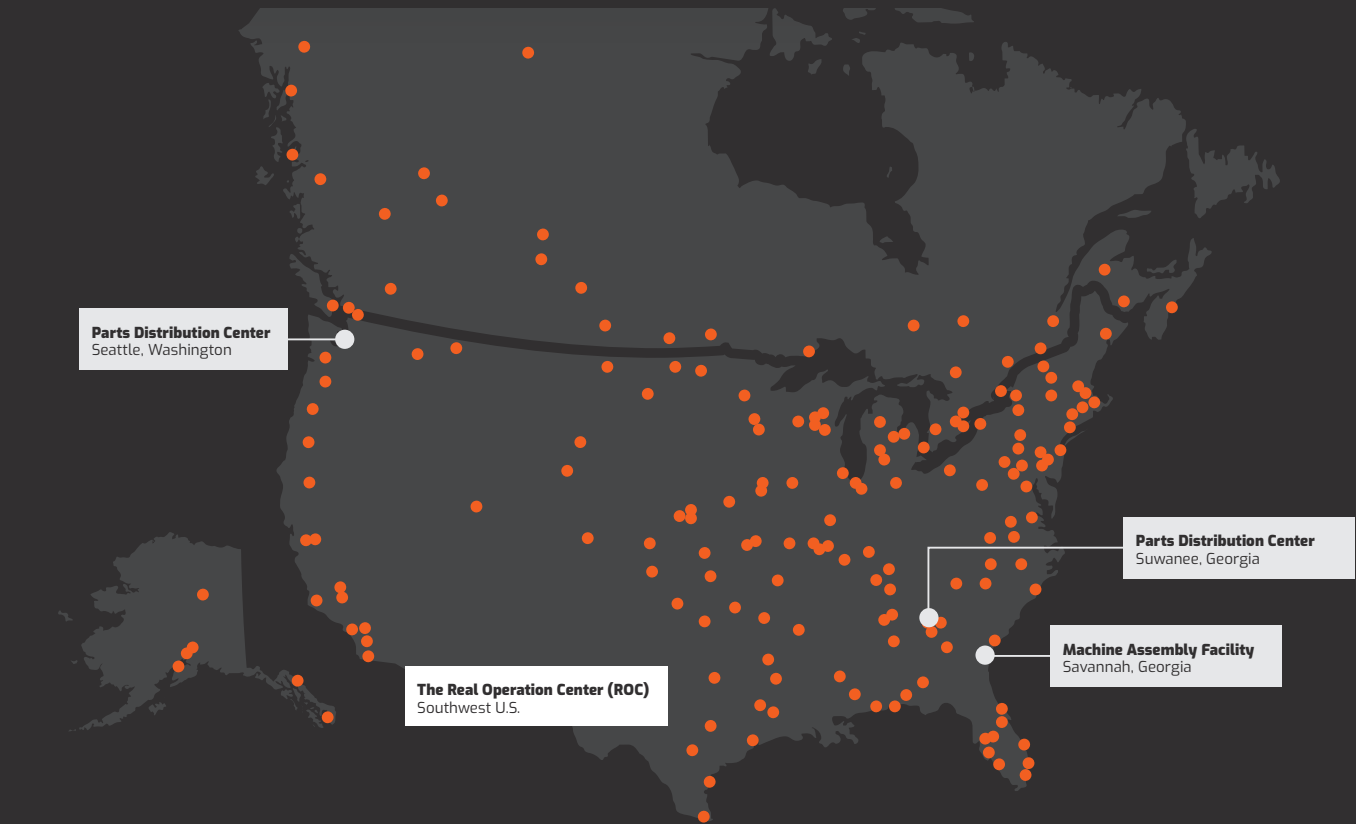 Parts Distribution Center
Seattle, Washington
Parts Distribution Center
Suwanee, Georgia
Machine Assembly Facility
Savannah, Georgia
The Real Operation Center (ROC)
Southwest U.S.